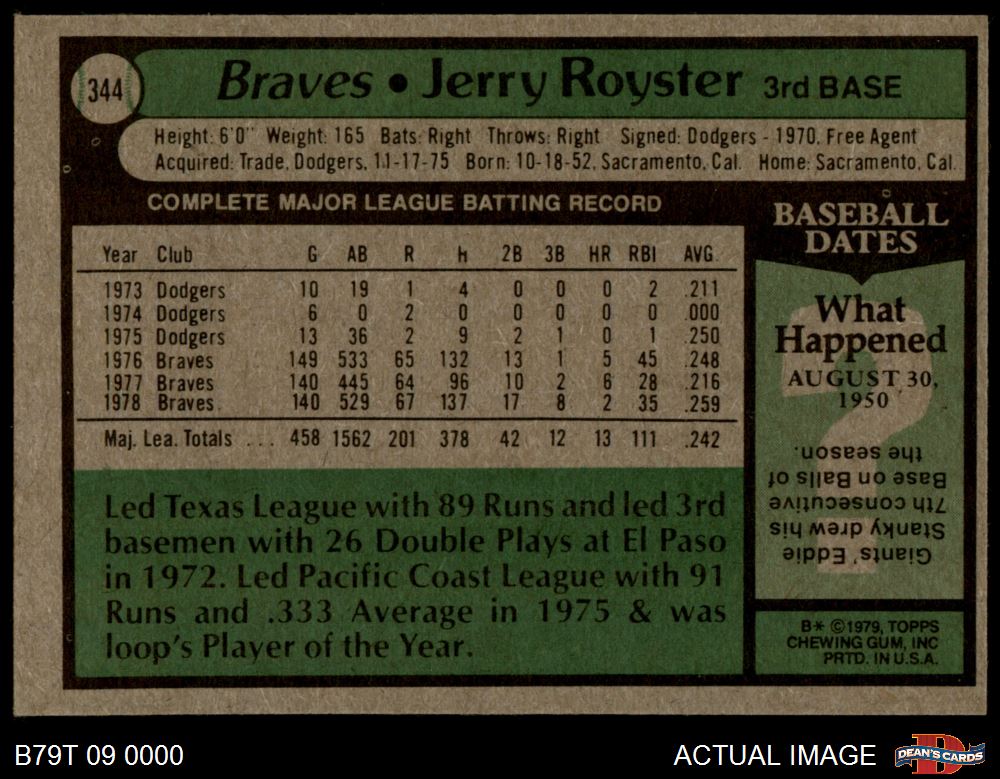 344
Braves • Jerry Royster 3rd BASE
Height: 6'0" Weight: 165 Bats: Right Throws: Right Signed: Dodgers - 1970, Free Agent
Acquired: Trade, Dodgers, 11-17-75 Born: 10-18-52, Sacramento, Cal. Home: Sacramento, Cal.
COMPLETE MAJOR LEAGUE BATTING RECORD
Year Club G AB R H 2B 3B HR RBI AVG.
1973 Dodgers 10 19 1 4 0 0 0 2 .211
1974 Dodgers 6 0 2 0 0 0 0 0 .000
1975 Dodgers 13 36 2 9 2 1 0 1 .250
1976 Braves 149 533 65 132 13 1 5 45 .248
1977 Braves 140 445 64 96 10 2 6 28 .216
1978 Braves 140 529 67 137 17 8 2 35 .259
Maj. Lea. Totals ... 458 1562 201 378 42 12 13 111 .242
Led Texas League with 89 Runs and led 3rd
basemen with 26 Double Plays at El Paso
in 1972. Led Pacific Coast League with 91
Runs and .333 Average in 1975 & was
loop's Player of the Year.
BASEBALL
DATES
What
Happened
AUGUST 30,
1950
?
Giants' Eddie
Stanky drew his
7th consecutive
Base on Balls of
the season.
B* ©1979, TOPPS
CHEWING GUM, INC
PRTD. IN U.S.A.
B79T 09 0000
ACTUAL IMAGE
DEAN'S CARDS